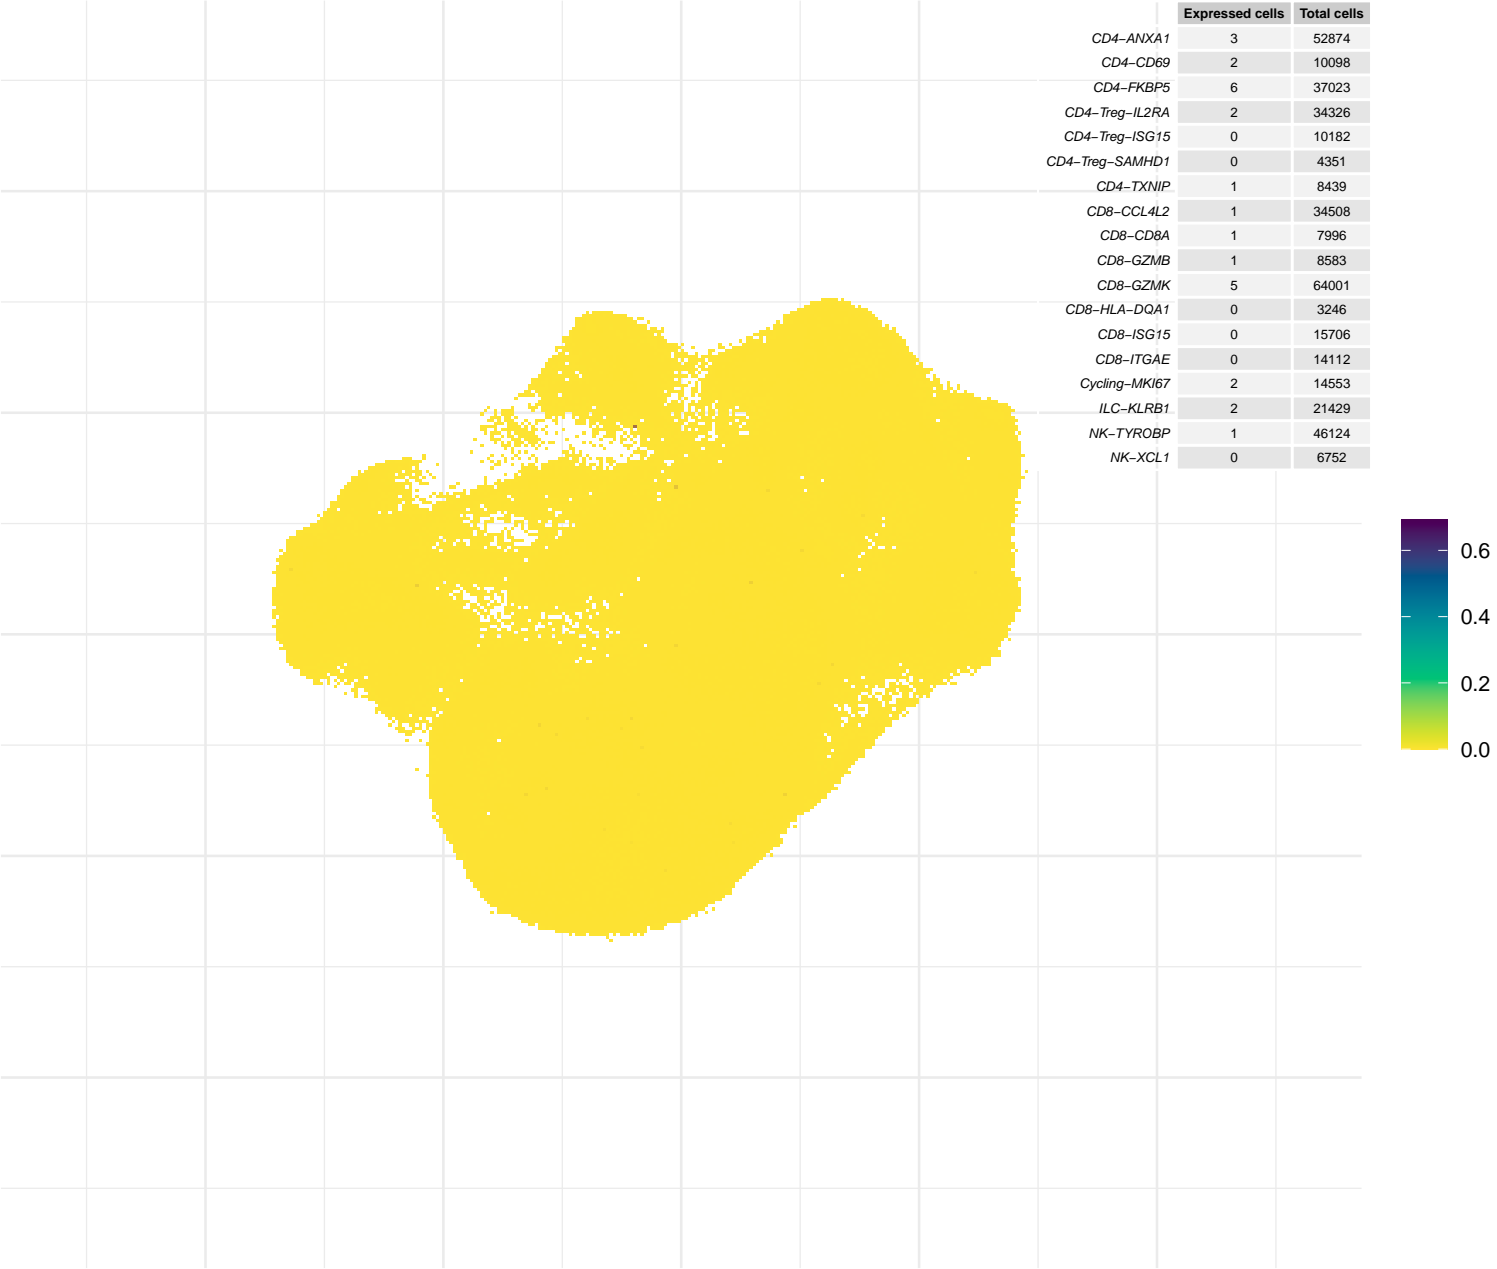 Expressed cells Total cells
CD4−ANXA1 3 52874
CD4−CD69 2 10098
CD4−FKBP5 6 37023
CD4−Treg−IL2RA 2 34326
CD4−Treg−ISG15 0 10182
CD4−Treg−SAMHD1 0 4351
CD4−TXNIP 1 8439
CD8−CCL4L2 1 34508
CD8−CD8A 1 7996
CD8−GZMB 1 8583
CD8−GZMK 5 64001
CD8−HLA−DQA1 0 3246
CD8−ISG15 0 15706
CD8−ITGAE 0 14112
Cycling−MKI67 2 14553
ILC−KLRB1 2 21429
NK−TYROBP 1 46124
NK−XCL1 0 6752
0.6
0.4
0.2
0.0